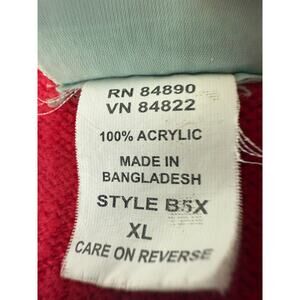 RN 84890
VN 84822
100% ACRYLIC
MADE IN
BANGLADESH
STYLE B5X
XL
CARE ON REVERSE